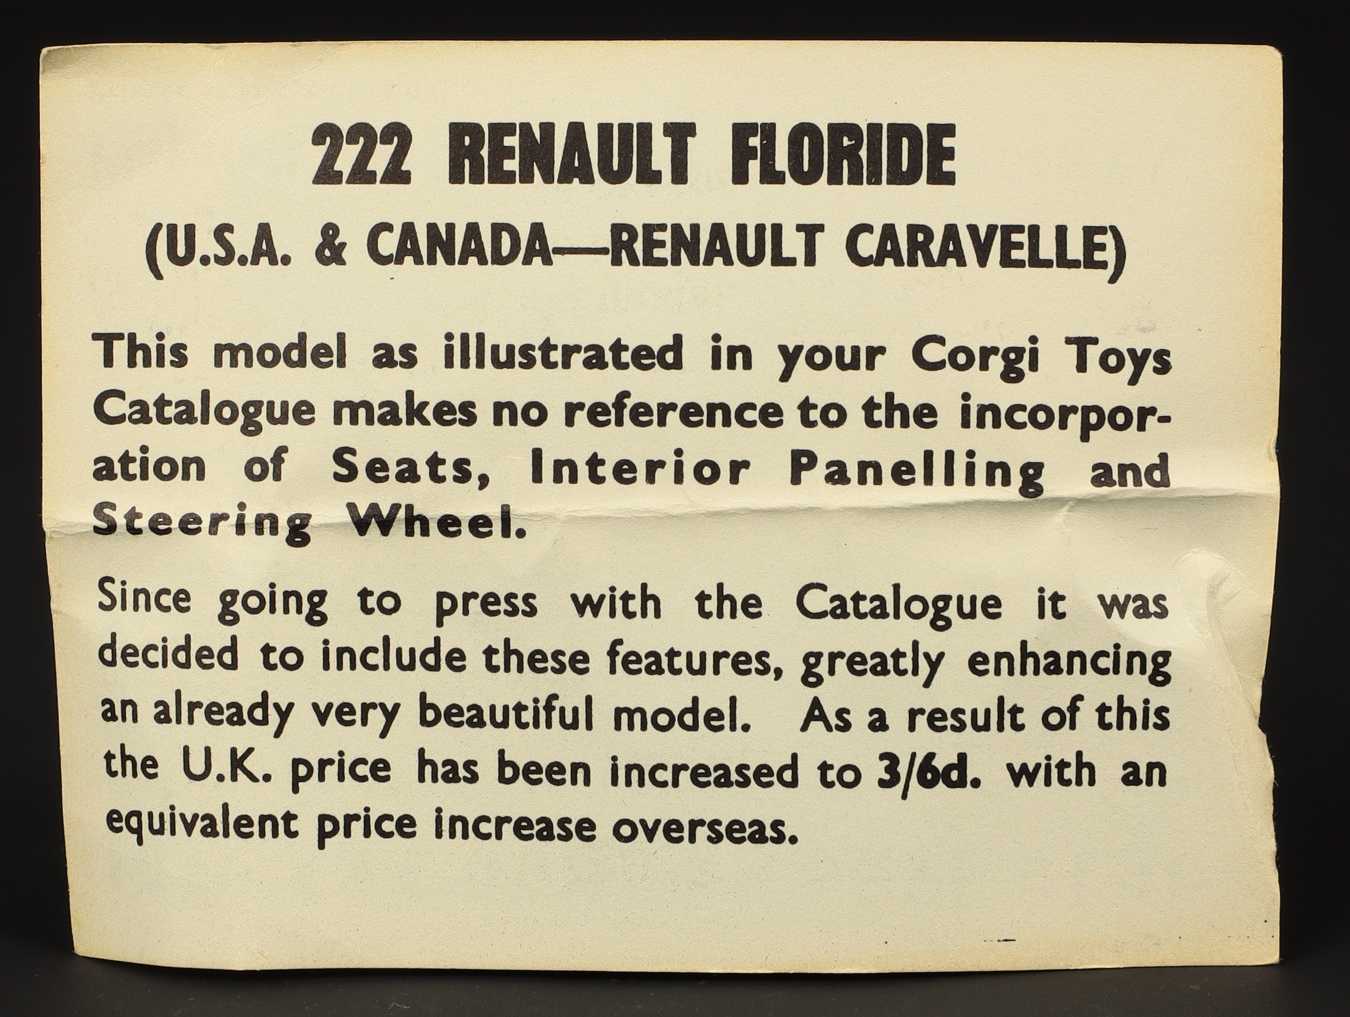 222 RENAULT FLORIDE
(U.S.A. & CANADA—RENAULT CARAVELLE)
This model as illustrated in your Corgi Toys
Catalogue makes no reference to the incorpor-
ation of Seats, Interior Panelling and
Steering Wheel.
Since going to press with the Catalogue it was
decided to include these features, greatly enhancing
an already very beautiful model. As a result of this
the U.K. price has been increased to 3/6d. with an
equivalent price increase overseas.